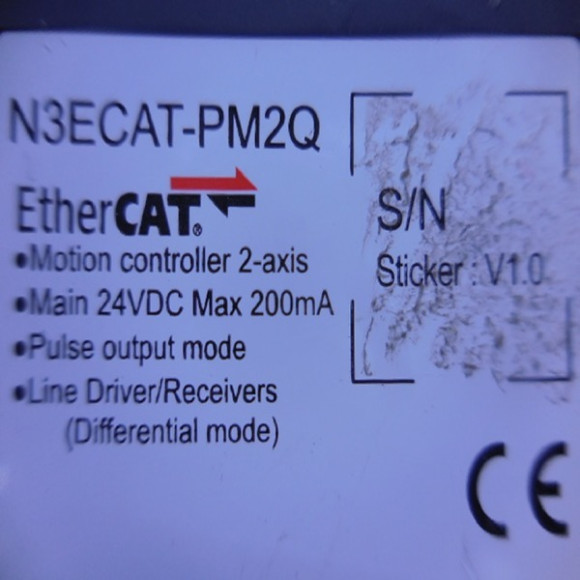 N3ECAT-PM2Q
EtherCAT®
•Motion controller 2-axis
•Main 24VDC Max 200mA
•Pulse output mode
•Line Driver/Receivers
(Differential mode)
S/N
Sticker : V1.0
CE